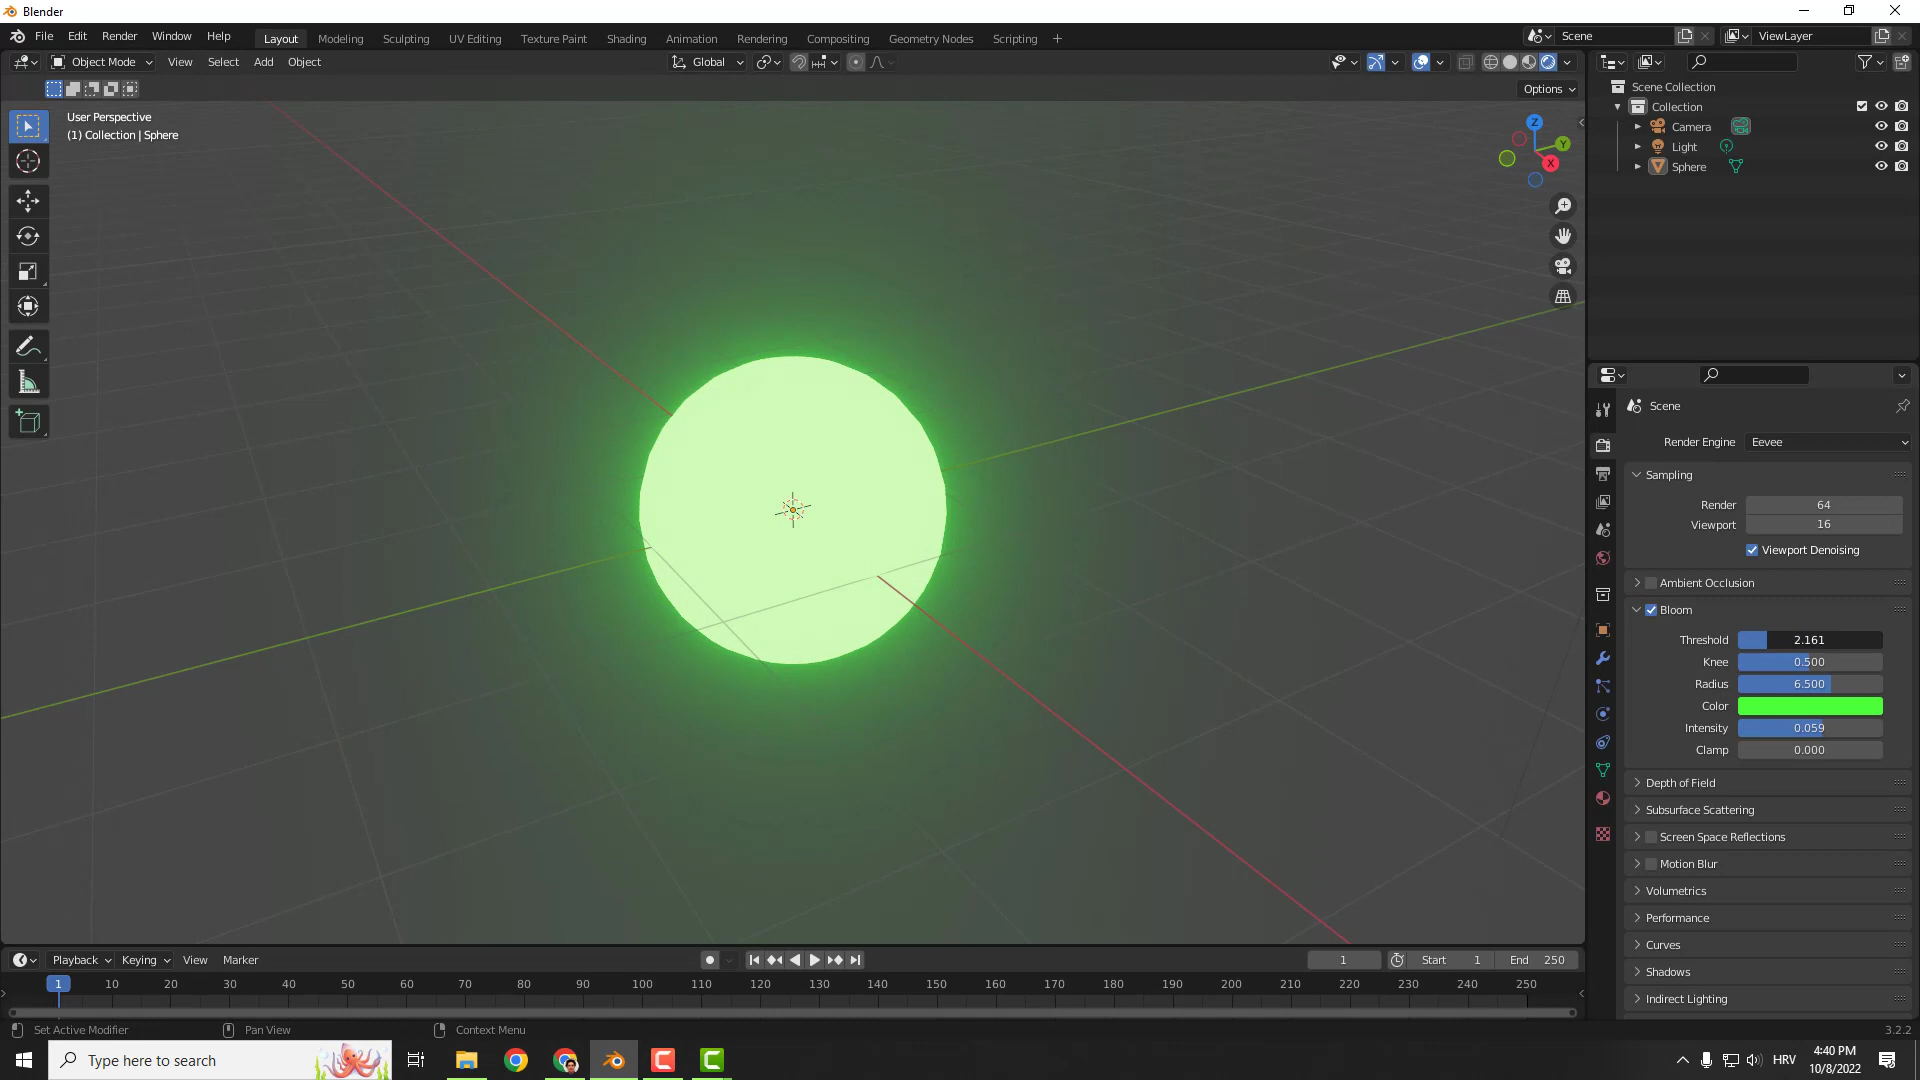 Blender
File Edit Render Window Help Layout Modeling Sculpting UV Editing Texture Paint Shading Animation Rendering Compositing Geometry Nodes Scripting + Scene ViewLayer
Object Mode View Select Add Object Global
Options
User Perspective
(1) Collection | Sphere
Z
Y
X
Scene Collection
Collection
Camera
Light
Sphere
Scene
Render Engine Eevee
Sampling
Render 64
Viewport 16
Viewport Denoising
Ambient Occlusion
Bloom
Threshold 2.161
Knee 0.500
Radius 6.500
Color
Intensity 0.059
Clamp 0.000
Depth of Field
Subsurface Scattering
Screen Space Reflections
Motion Blur
Volumetrics
Performance
Curves
Shadows
Indirect Lighting
Playback Keying View Marker 1 Start 1 End 250
1 10 20 30 40 50 60 70 80 90 100 110 120 130 140 150 160 170 180 190 200 210 220 230 240 250
Set Active Modifier Pan View Context Menu 3.2.2
Type here to search HRV 4:40 PM
10/8/2022